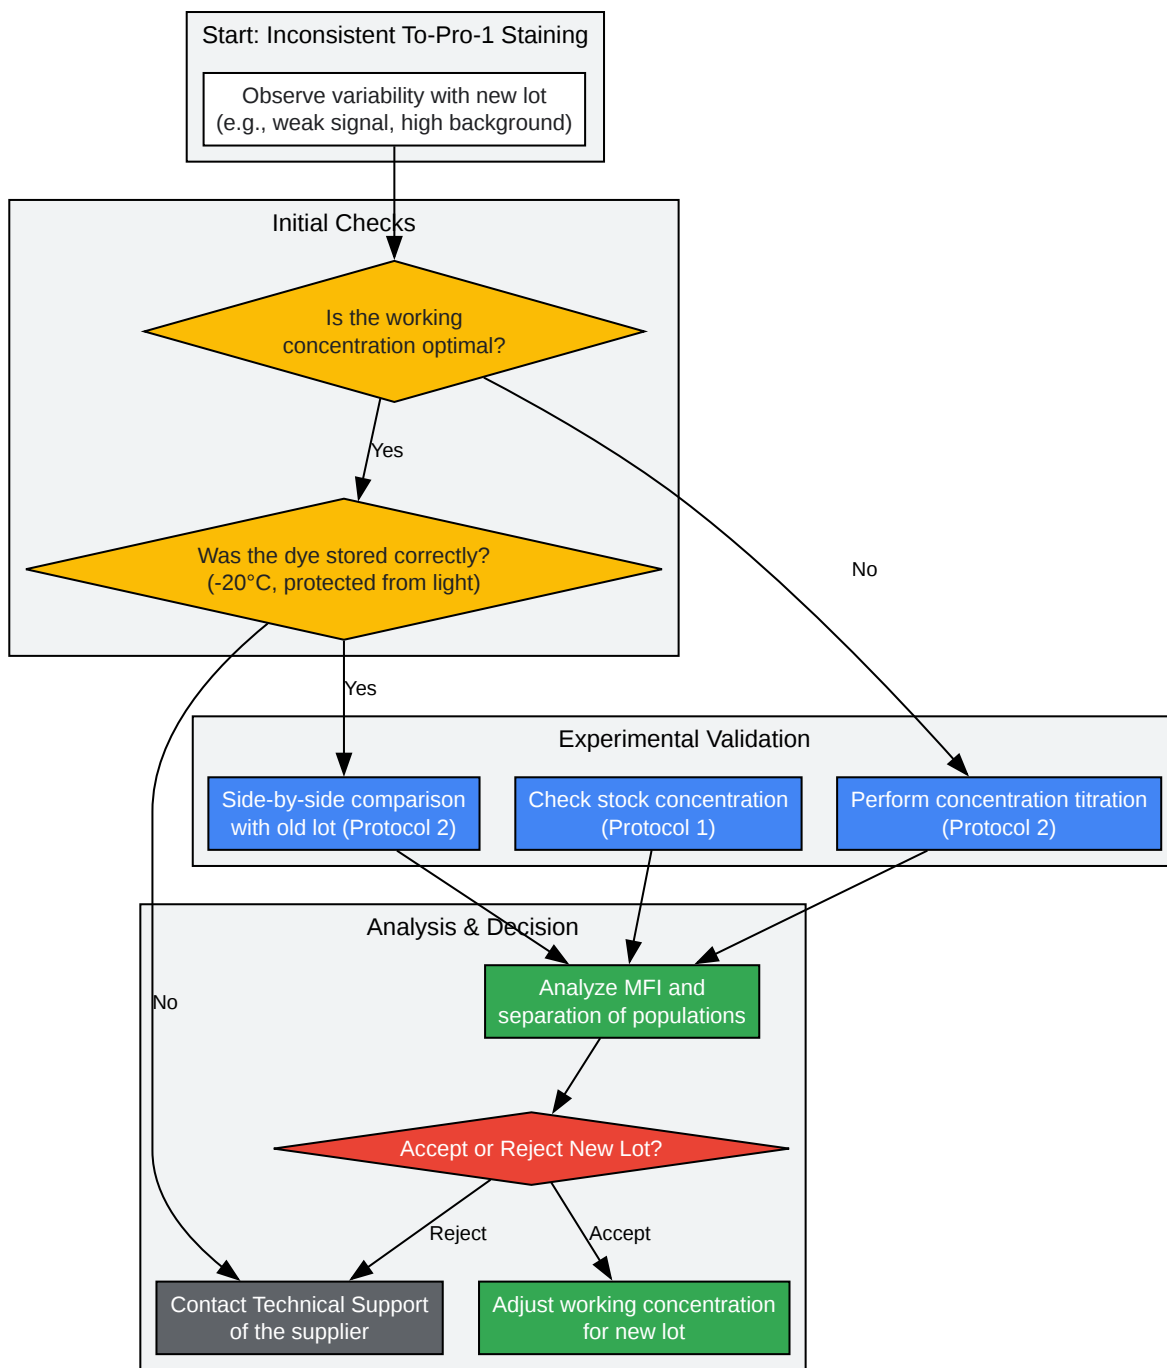 Start: Inconsistent To-Pro-1 Staining
Observe variability with new lot
(e.g., weak signal, high background)
Initial Checks
Is the working
concentration optimal?
Yes
No
Was the dye stored correctly?
(-20°C, protected from light)
Yes
Experimental Validation
Side-by-side comparison
with old lot (Protocol 2)
Check stock concentration
(Protocol 1)
Perform concentration titration
(Protocol 2)
Analysis & Decision
No
Analyze MFI and
separation of populations
Accept or Reject New Lot?
Reject
Accept
Contact Technical Support
of the supplier
Adjust working concentration
for new lot